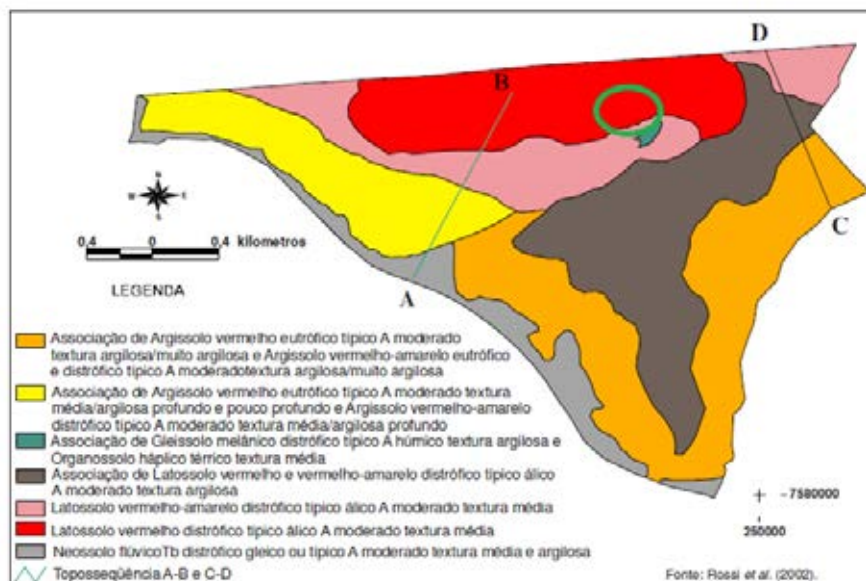 D
B
C
A
N
W E
S
0,4 0 0,4 kilometros
LEGENDA
Associação de Argissolo vermelho eutrófico típico A moderado
textura argilosa/muito argilosa e Argissolo vermelho-amarelo eutrófico
e distrófico típico A moderadotextura argilosa/muito argilosa
Associação de Argissolo vermelho eutrófico típico A moderado textura
média/argilosa profundo e pouco profundo e Argissolo vermelho-amarelo
distrófico típico A moderado textura média/argilosa profundo
Associação de Gleissolo melânico distrófico típico A húmico textura argilosa e
Organossolo háplico térrico textura média
Associação de Latossolo vermelho e vermelho-amarelo distrófico típico álico
A moderado textura argilosa
Latossolo vermelho-amarelo distrófico típico álico A moderado textura média
Latossolo vermelho distrófico típico álico A moderado textura média
Neossolo flúvicoTb distrófico gleico ou típico A moderado textura média e argilosa
Toposseqüência A-B e C-D
-7580000
250000
Fonte: Rossi et al. (2002).